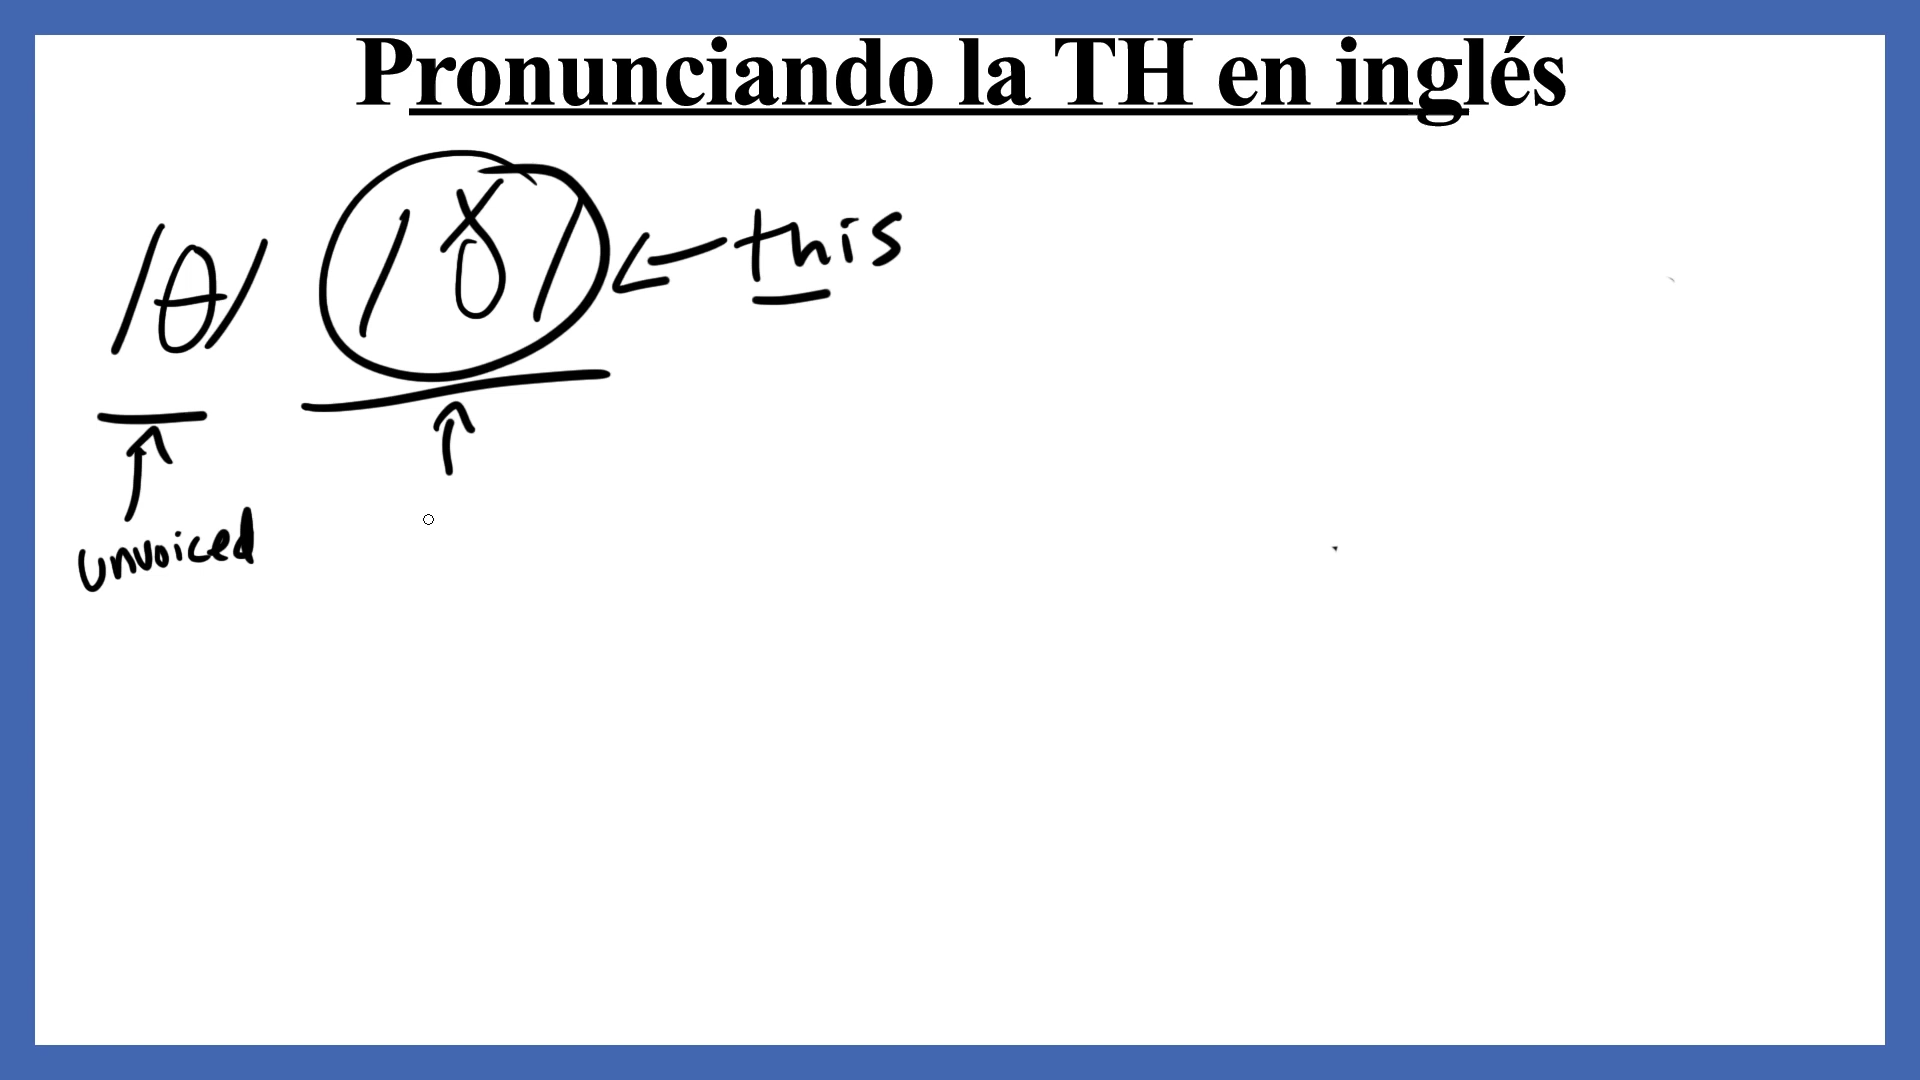 Pronunciando la TH en inglés
/θ/ /ð/ this
unvoiced